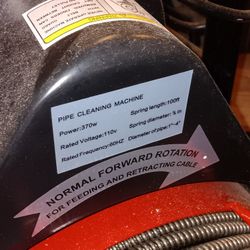 PIPE CLEANING MACHINE
Power:370w Spring length:100ft
Rated Voltage:110v Spring diameter:⅜ in
Rated Frequency:60HZ Diameter of pipe:1"~4"
NORMAL FORWARD ROTATION
FOR FEEDING AND RETRACTING CABLE